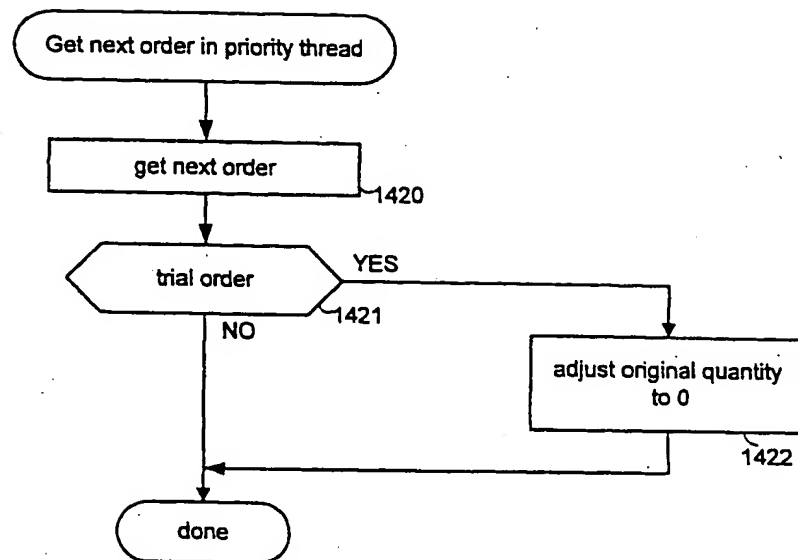 Get next order in priority thread
get next order
1420
trial order
YES
1421
NO
adjust original quantity
to 0
1422
done